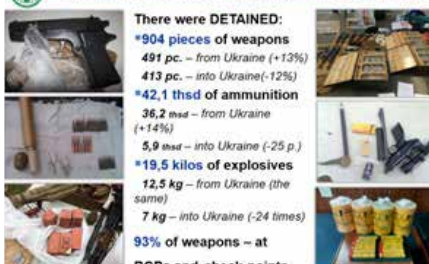 There were DETAINED:
▪904 pieces of weapons
491 pc. – from Ukraine (+13%)
413 pc. – into Ukraine(-12%)
▪42,1 thsd of ammunition
36,2 thsd – from Ukraine
(+14%)
5,9 thsd – into Ukraine (-25 p.)
▪19,5 kilos of explosives
12,5 kg – from Ukraine (the
same)
7 kg – into Ukraine (-24 times)
93% of weapons – at